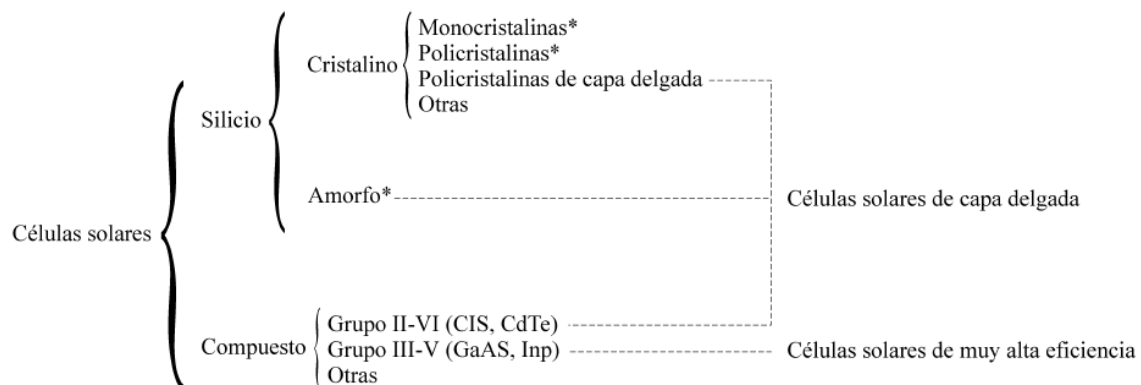 Monocristalinas*
Policristalinas*
Cristalino
Policristalinas de capa delgada
Otras
Silicio
Amorfo*
Células solares de capa delgada
Células solares
Grupo II-VI (CIS, CdTe)
Compuesto
Grupo III-V (GaAS, Inp)
Células solares de muy alta eficiencia
Otras